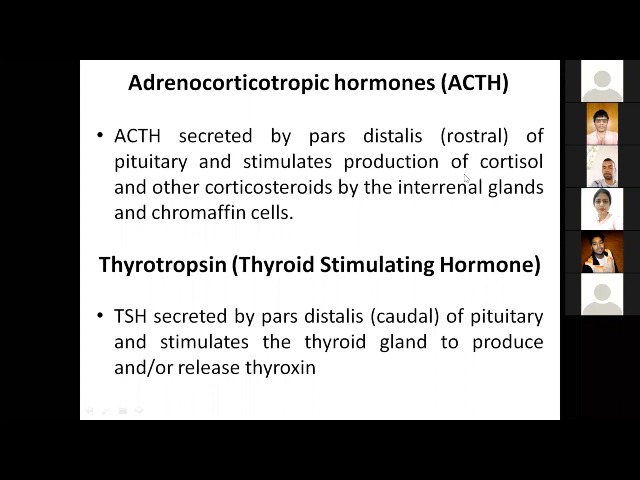 Adrenocorticotropic hormones (ACTH)
• ACTH secreted by pars distalis (rostral) of
pituitary and stimulates production of cortisol
and other corticosteroids by the interrenal glands
and chromaffin cells.
Thyrotropsin (Thyroid Stimulating Hormone)
• TSH secreted by pars distalis (caudal) of pituitary
and stimulates the thyroid gland to produce
and/or release thyroxin